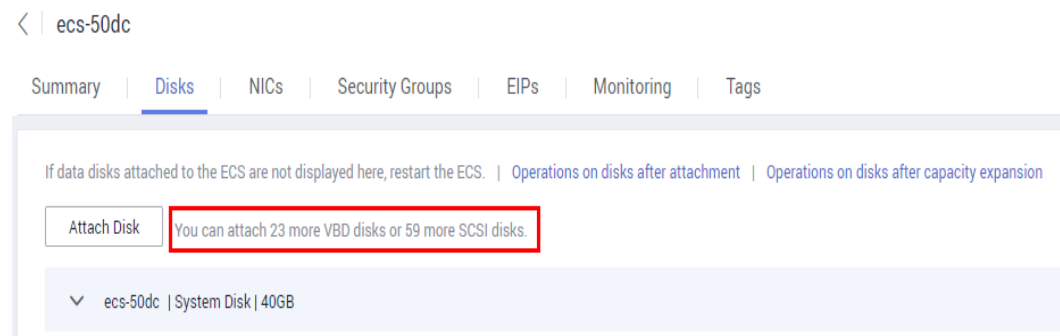 ecs-50dc
Summary | Disks | NICs | Security Groups | EIPs | Monitoring | Tags
If data disks attached to the ECS are not displayed here, restart the ECS. | Operations on disks after attachment | Operations on disks after capacity expansion
Attach Disk You can attach 23 more VBD disks or 59 more SCSI disks.
ecs-50dc | System Disk | 40GB